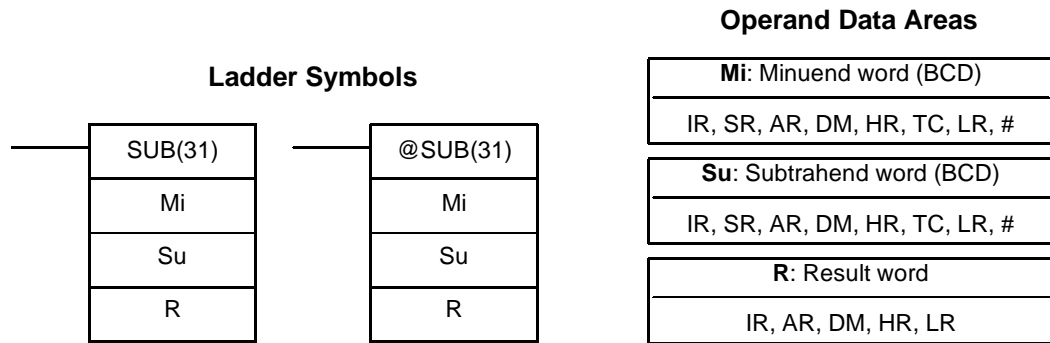 Ladder Symbols
SUB(31)
Mi
Su
R
@SUB(31)
Mi
Su
R
Operand Data Areas
Mi: Minuend word (BCD)
IR, SR, AR, DM, HR, TC, LR, #
Su: Subtrahend word (BCD)
IR, SR, AR, DM, HR, TC, LR, #
R: Result word
IR, AR, DM, HR, LR